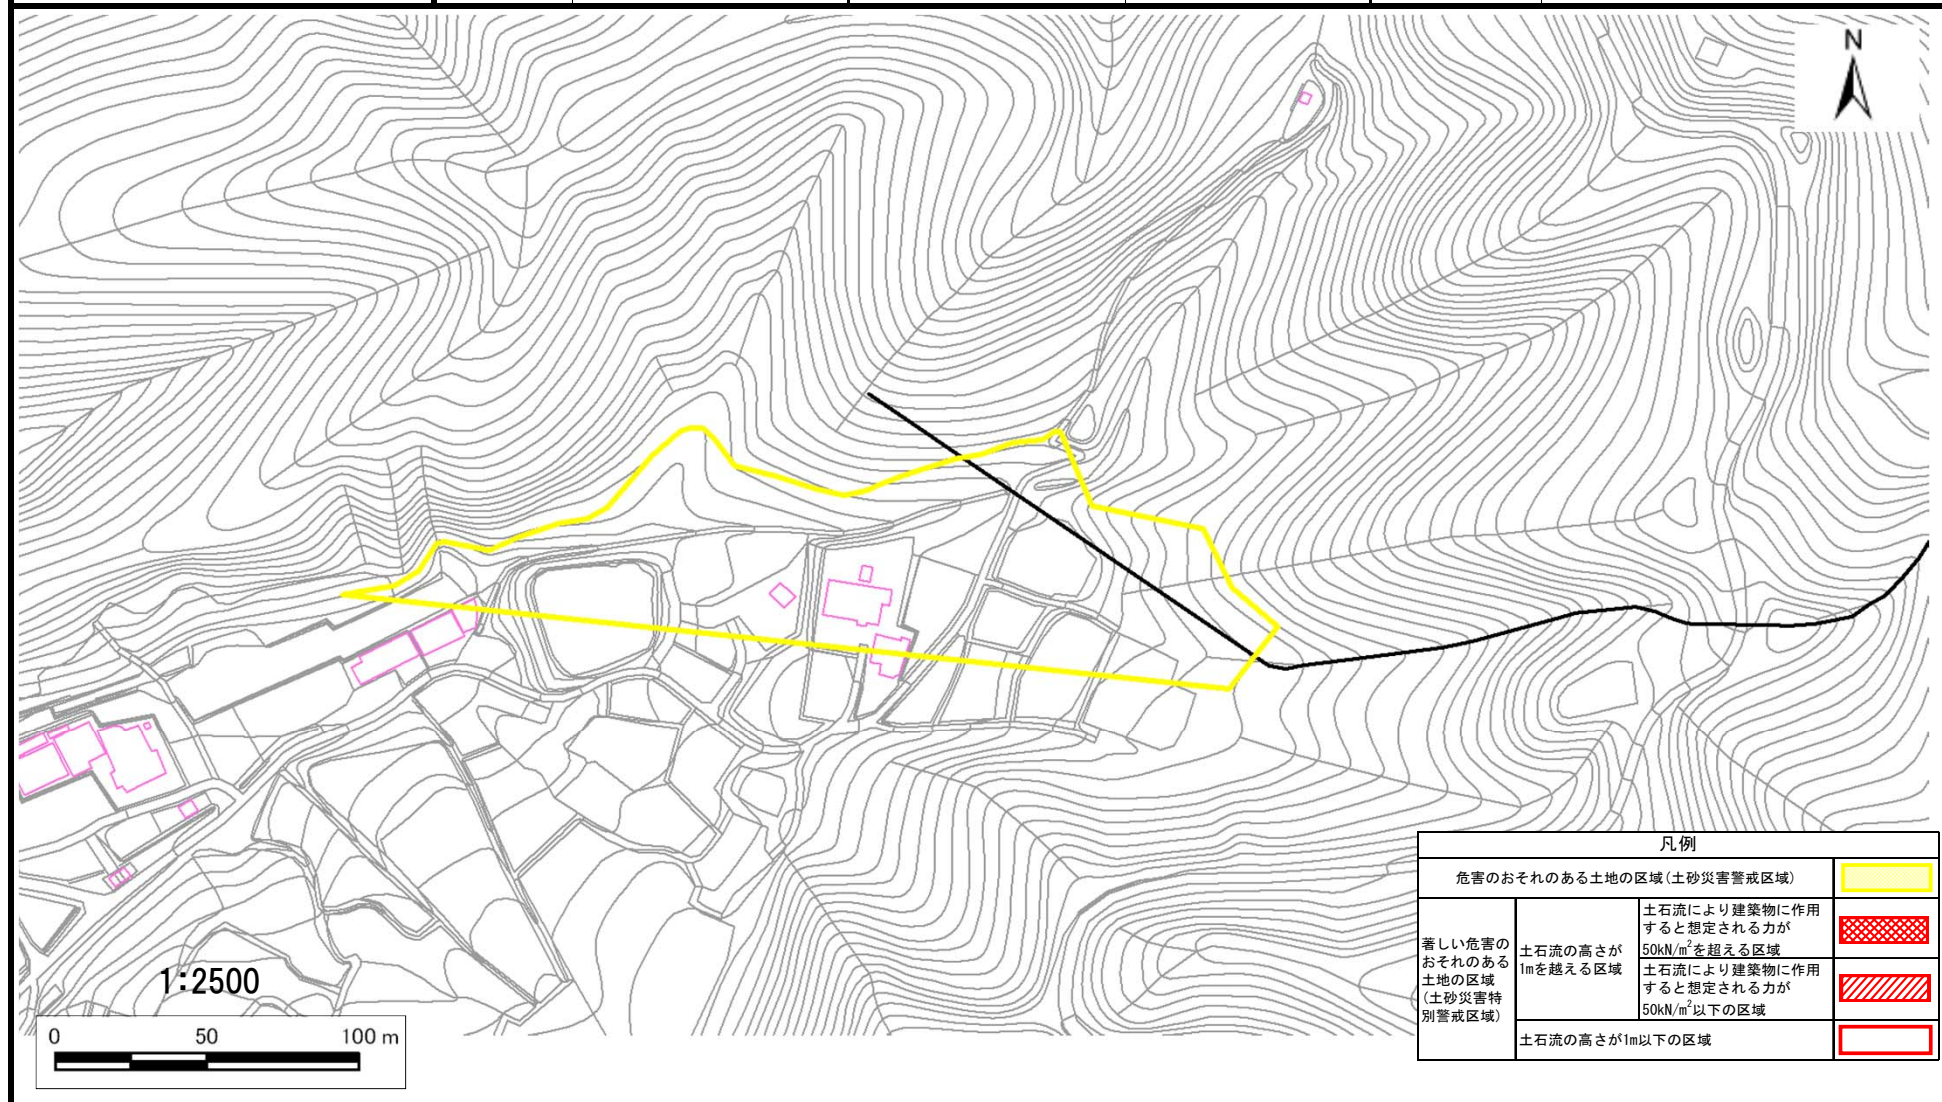 N
凡例
危害のおそれのある土地の区域(土砂災害警戒区域)
著しい危害の
おそれのある
土地の区域
(土砂災害特
別警戒区域)
土石流の高さが
1mを越える区域
土石流により建築物に作用
すると想定される力が
50kN/m²を超える区域
土石流により建築物に作用
すると想定される力が
50kN/m²以下の区域
土石流の高さが1m以下の区域
1:2500
0 50 100 m